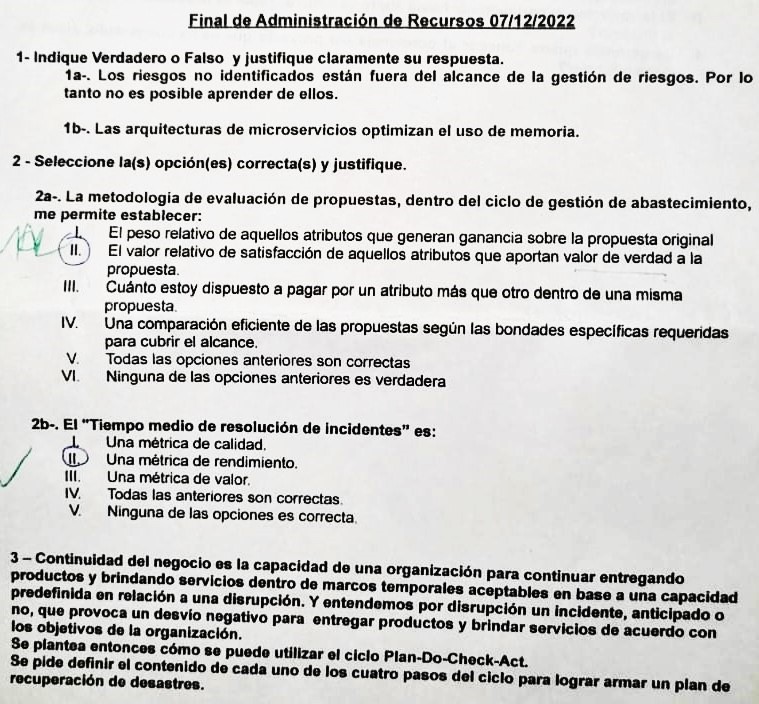 Final de Administración de Recursos 07/12/2022
1- Indique Verdadero o Falso y justifique claramente su respuesta.
1a-. Los riesgos no identificados están fuera del alcance de la gestión de riesgos. Por lo
tanto no es posible aprender de ellos.
1b-. Las arquitecturas de microservicios optimizan el uso de memoria.
2 - Seleccione la(s) opción(es) correcta(s) y justifique.
2a-. La metodología de evaluación de propuestas, dentro del ciclo de gestión de abastecimiento,
me permite establecer:
I. El peso relativo de aquellos atributos que generan ganancia sobre la propuesta original
II. El valor relativo de satisfacción de aquellos atributos que aportan valor de verdad a la
propuesta.
III. Cuánto estoy dispuesto a pagar por un atributo más que otro dentro de una misma
propuesta.
IV. Una comparación eficiente de las propuestas según las bondades específicas requeridas
para cubrir el alcance.
V. Todas las opciones anteriores son correctas
VI. Ninguna de las opciones anteriores es verdadera
2b-. El "Tiempo medio de resolución de incidentes" es:
I. Una métrica de calidad.
II. Una métrica de rendimiento.
III. Una métrica de valor.
IV. Todas las anteriores son correctas.
V. Ninguna de las opciones es correcta.
3 – Continuidad del negocio es la capacidad de una organización para continuar entregando
productos y brindando servicios dentro de marcos temporales aceptables en base a una capacidad
predefinida en relación a una disrupción. Y entendemos por disrupción un incidente, anticipado o
no, que provoca un desvío negativo para entregar productos y brindar servicios de acuerdo con
los objetivos de la organización.
Se plantea entonces cómo se puede utilizar el ciclo Plan-Do-Check-Act.
Se pide definir el contenido de cada uno de los cuatro pasos del ciclo para lograr armar un plan de
recuperación de desastres.